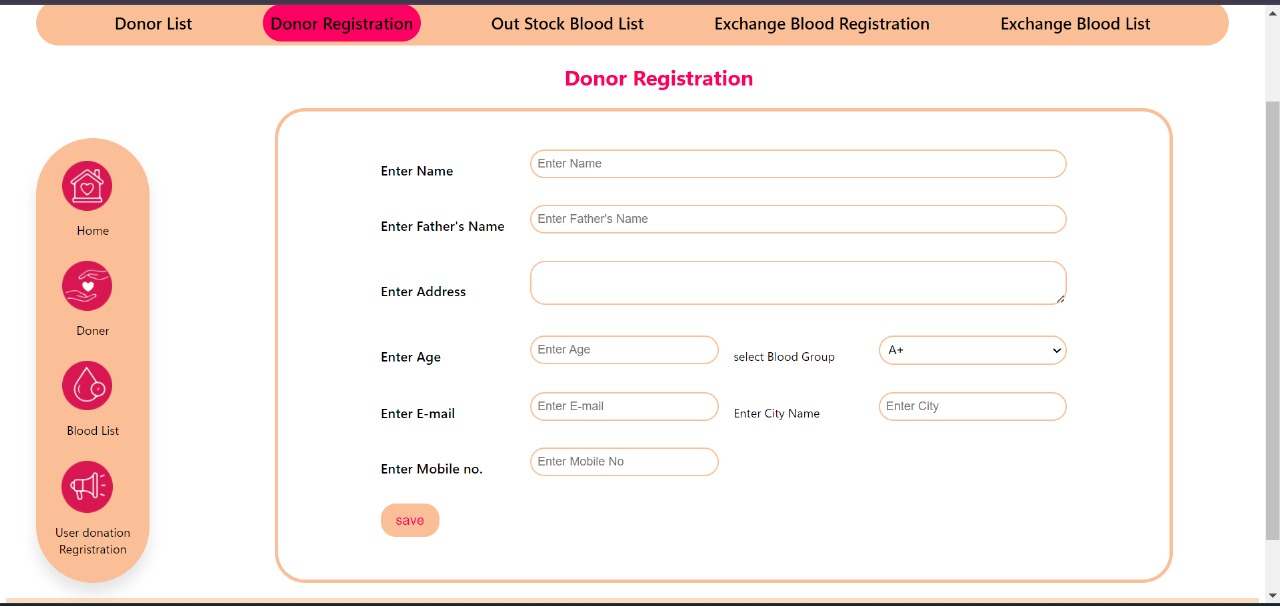 Donor List
Donor Registration
Out Stock Blood List
Exchange Blood Registration
Exchange Blood List
Donor Registration
Home
Doner
Blood List
User donation
Regristration
Enter Name
Enter Name
Enter Father's Name
Enter Father's Name
Enter Address
Enter Age
Enter Age
select Blood Group
A+
Enter E-mail
Enter E-mail
Enter City Name
Enter City
Enter Mobile no.
Enter Mobile No
save